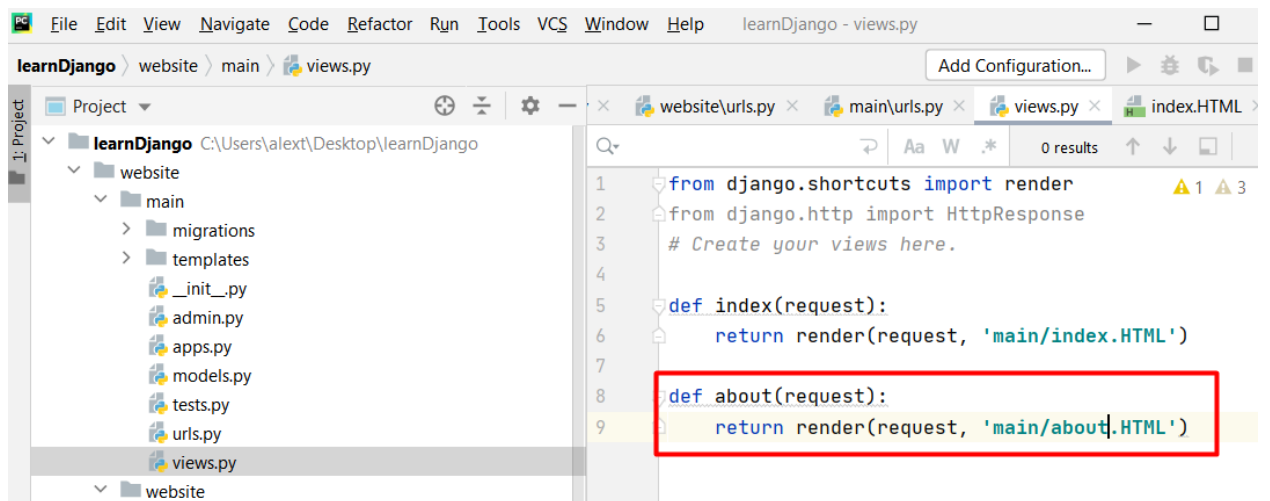 PC File Edit View Navigate Code Refactor Run Tools VCS Window Help learnDjango - views.py
learnDjango website main views.py Add Configuration...
1: Project
Project
website\urls.py main\urls.py views.py index.HTML
learnDjango C:\Users\alext\Desktop\learnDjango
website
main
migrations
templates
__init__.py
admin.py
apps.py
models.py
tests.py
urls.py
views.py
website
Aa W .* 0 results
1 3
1 from django.shortcuts import render
2 from django.http import HttpResponse
3 # Create your views here.
4
5 def index(request):
6 return render(request, 'main/index.HTML')
7
8 def about(request):
9 return render(request, 'main/about.HTML')